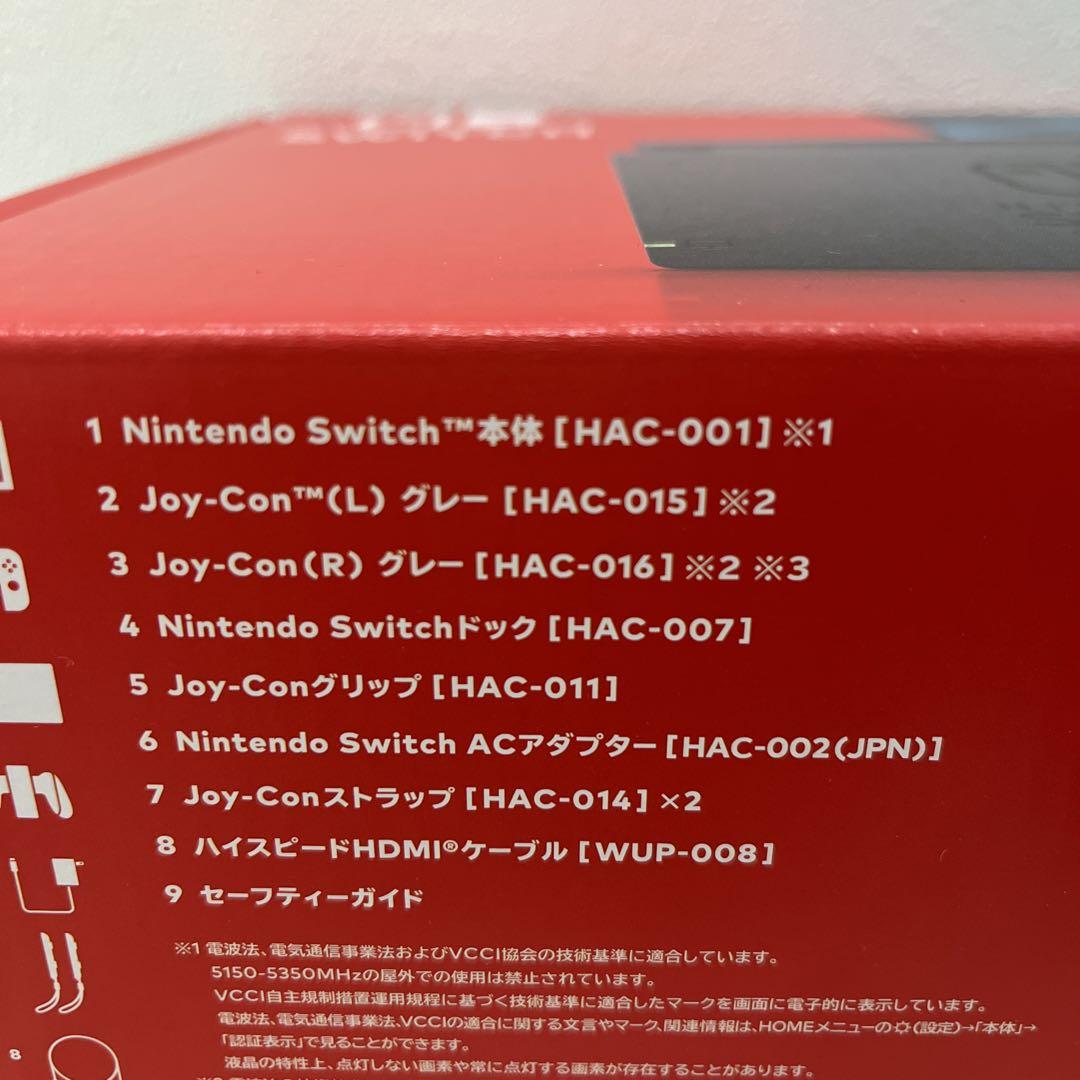 1 Nintendo Switch™本体[HAC-001]※1
2 Joy-Con™(L) グレー[HAC-015]※2
3 Joy-Con(R) グレー[HAC-016]※2 ※3
4 Nintendo Switchドック[HAC-007]
5 Joy-Conグリップ[HAC-011]
6 Nintendo Switch ACアダプター[HAC-002(JPN)]
7 Joy-Conストラップ[HAC-014]×2
8 ハイスピードHDMI®ケーブル[WUP-008]
9 セーフティーガイド
※1 電波法、電気通信事業法およびVCCI協会の技術基準に適合しています。
5150-5350MHzの屋外での使用は禁止されています。
VCCI自主規制措置運用規程に基づく技術基準に適合したマークを画面に電子的に表示しています。
電波法、電気通信事業法、VCCIの適合に関する文言やマーク、関連情報は、HOMEメニューの(設定)→「本体」→
「認証表示」で見ることができます。
液晶の特性上、点灯しない画素や常に点灯する画素が存在することがあります。
8